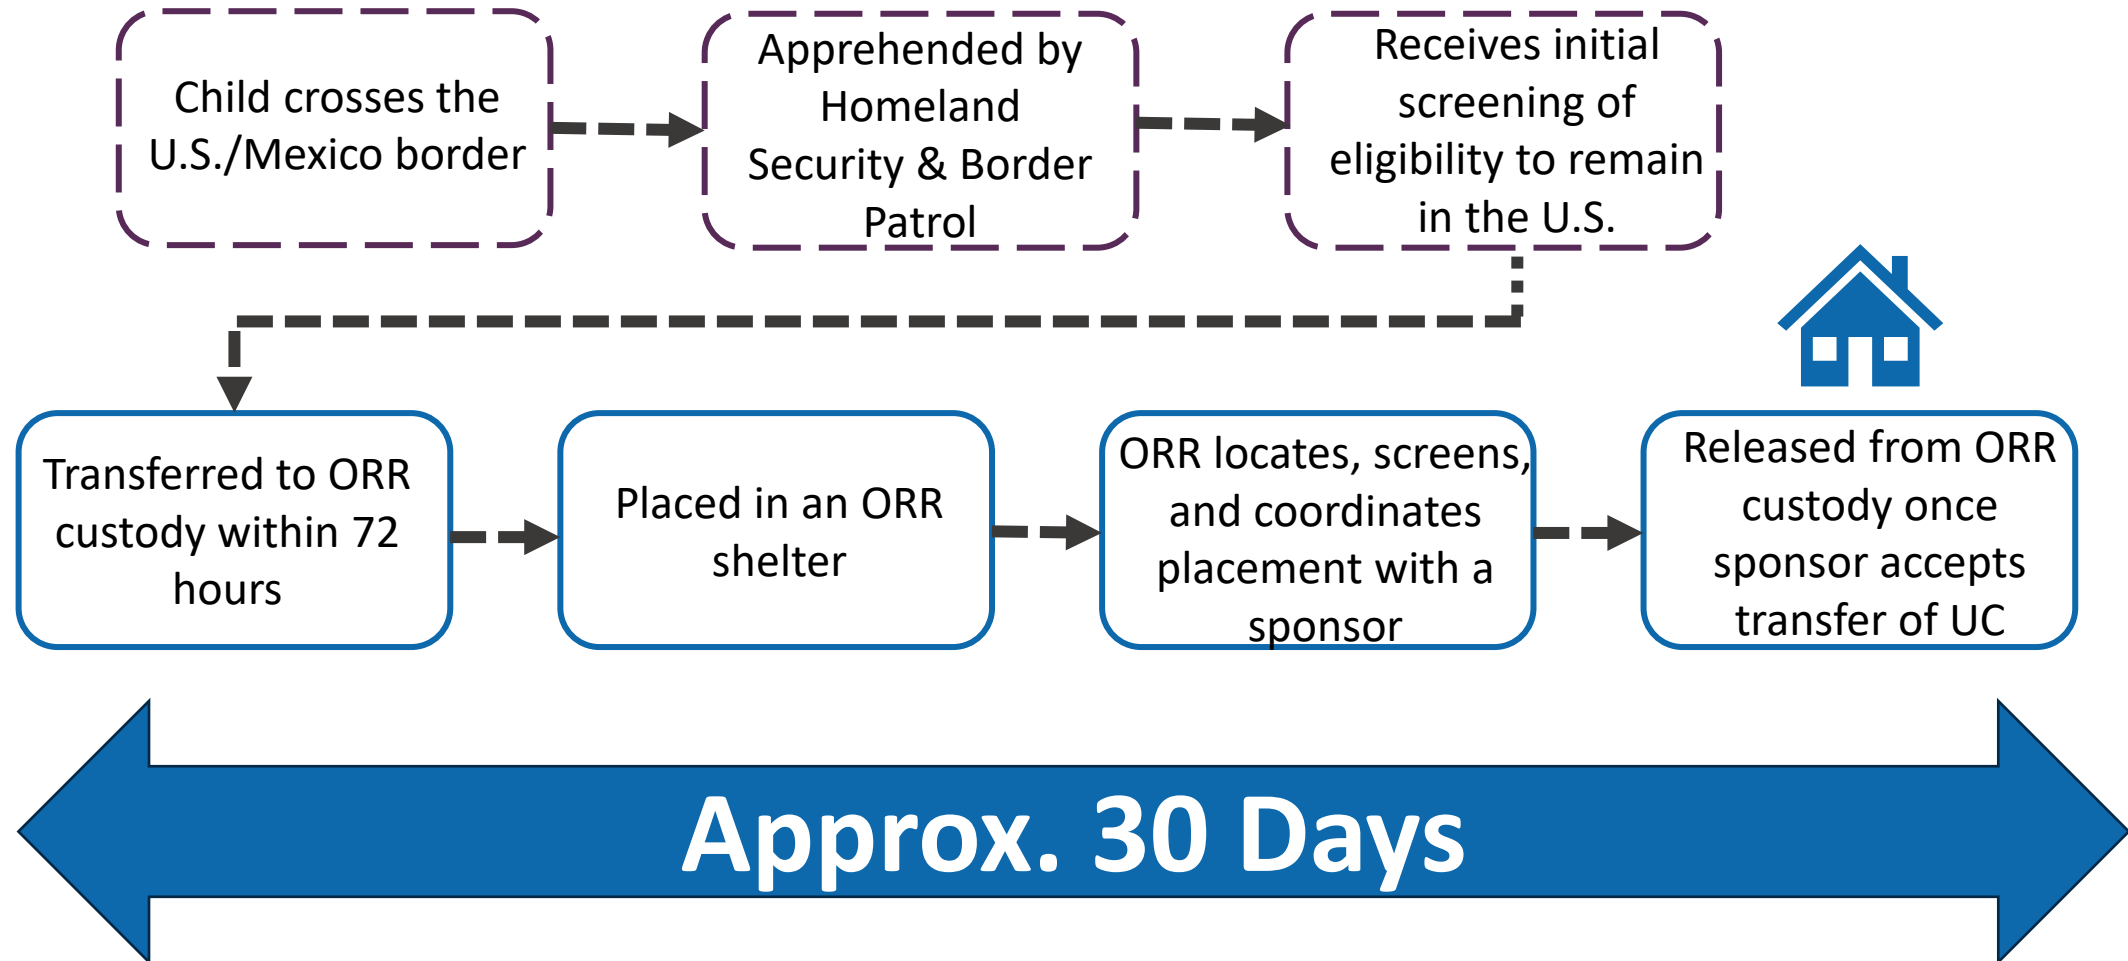 Child crosses the
U.S./Mexico border
Apprehended by
Homeland
Security & Border
Patrol
Receives initial
screening of
eligibility to remain
in the U.S.
Transferred to ORR
custody within 72
hours
Placed in an ORR
shelter
ORR locates, screens,
and coordinates
placement with a
sponsor
Released from ORR
custody once
sponsor accepts
transfer of UC
Approx. 30 Days